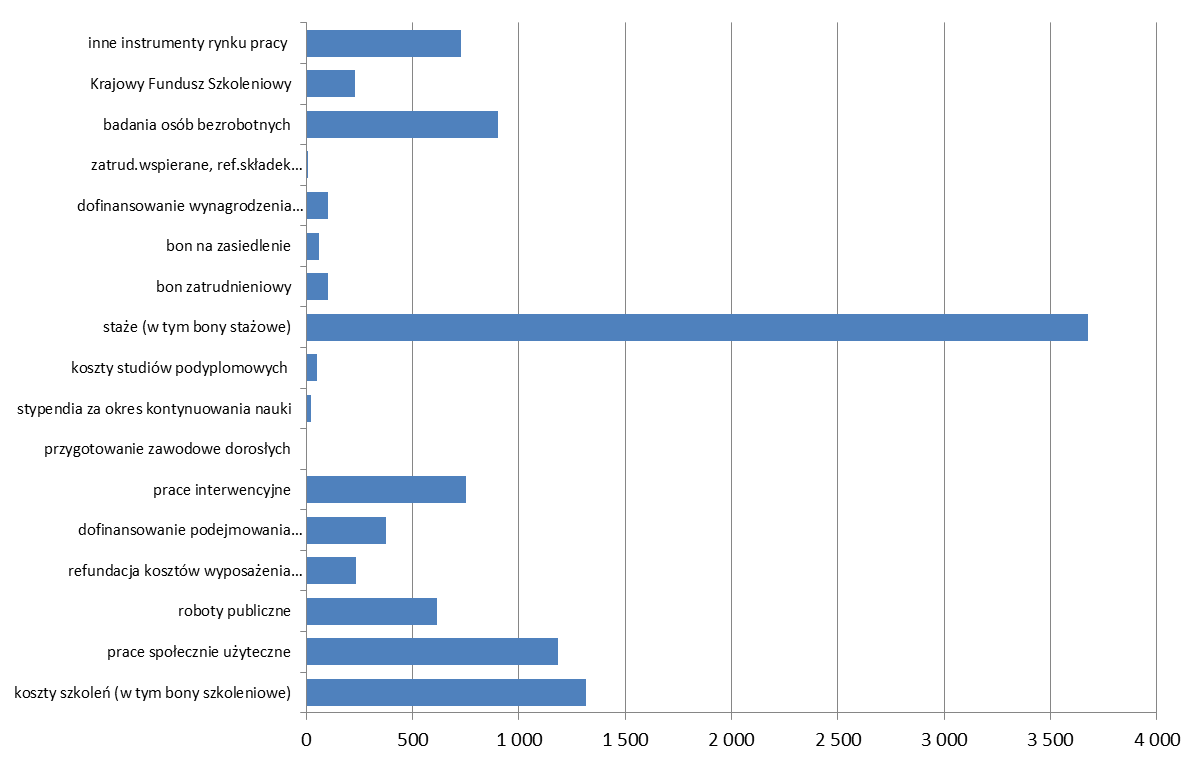 inne instrumenty rynku pracy
Krajowy Fundusz Szkoleniowy
badania osób bezrobotnych
zatrud.wspierane, ref.składek...
dofinansowanie wynagrodzenia...
bon na zasiedlenie
bon zatrudnieniowy
staże (w tym bony stażowe)
koszty studiów podyplomowych
stypendia za okres kontynuowania nauki
przygotowanie zawodowe dorosłych
prace interwencyjne
dofinansowanie podejmowania...
refundacja kosztów wyposażenia...
roboty publiczne
prace społecznie użyteczne
koszty szkoleń (w tym bony szkoleniowe)
0 500 1 000 1 500 2 000 2 500 3 000 3 500 4 000